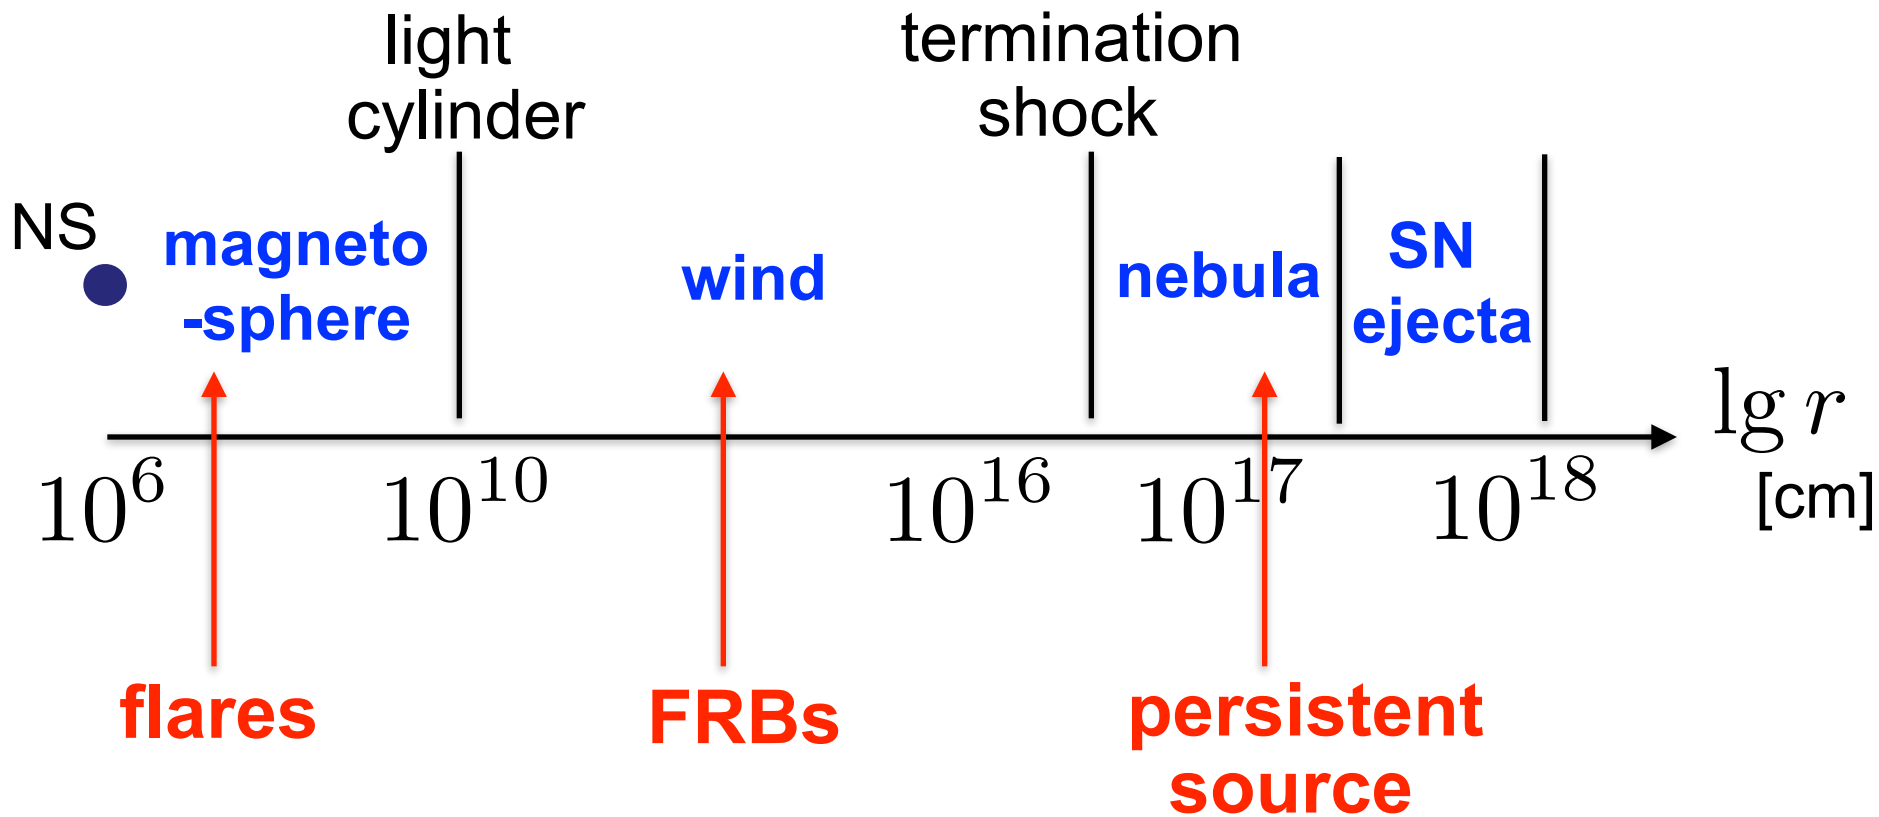 light
cylinder
termination
shock
NS
magneto
-sphere
wind
nebula
SN
ejecta
lg r
[cm]
10^6
10^10
10^16
10^17
10^18
flares
FRBs
persistent
source